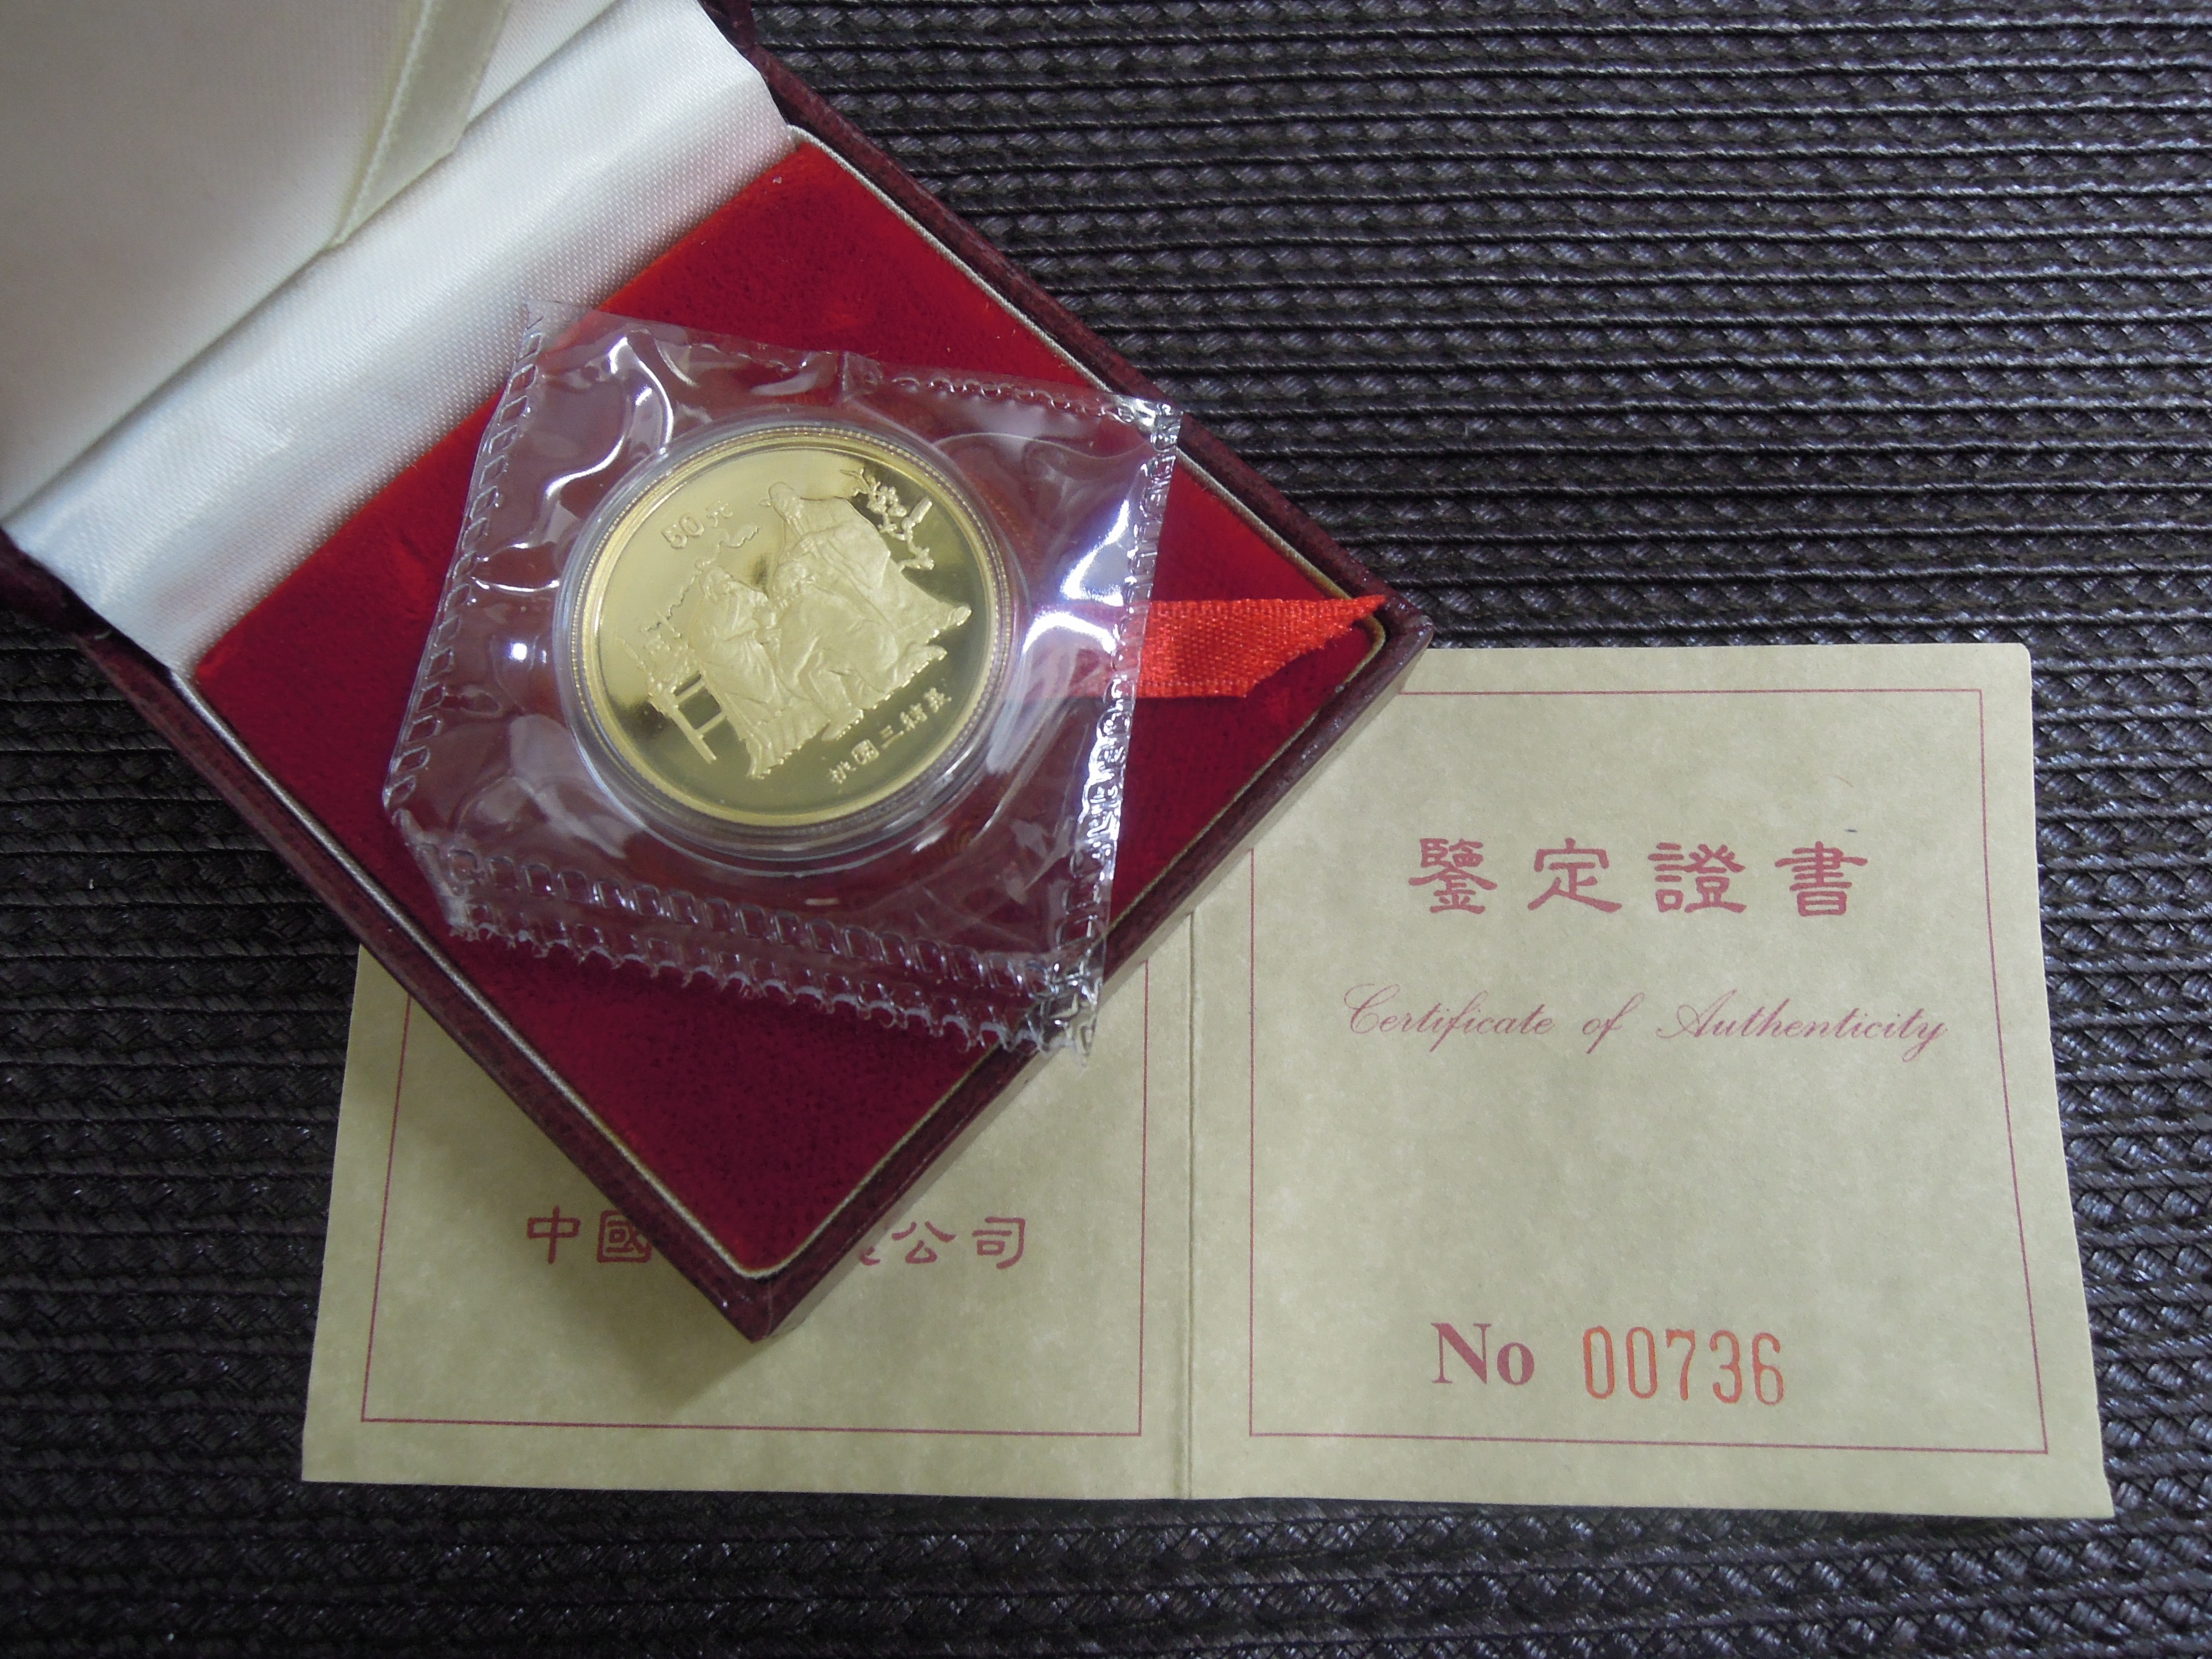 50元
桃園三結義
鑒定證書
Certificate of Authenticity
中國 公司
No 00736